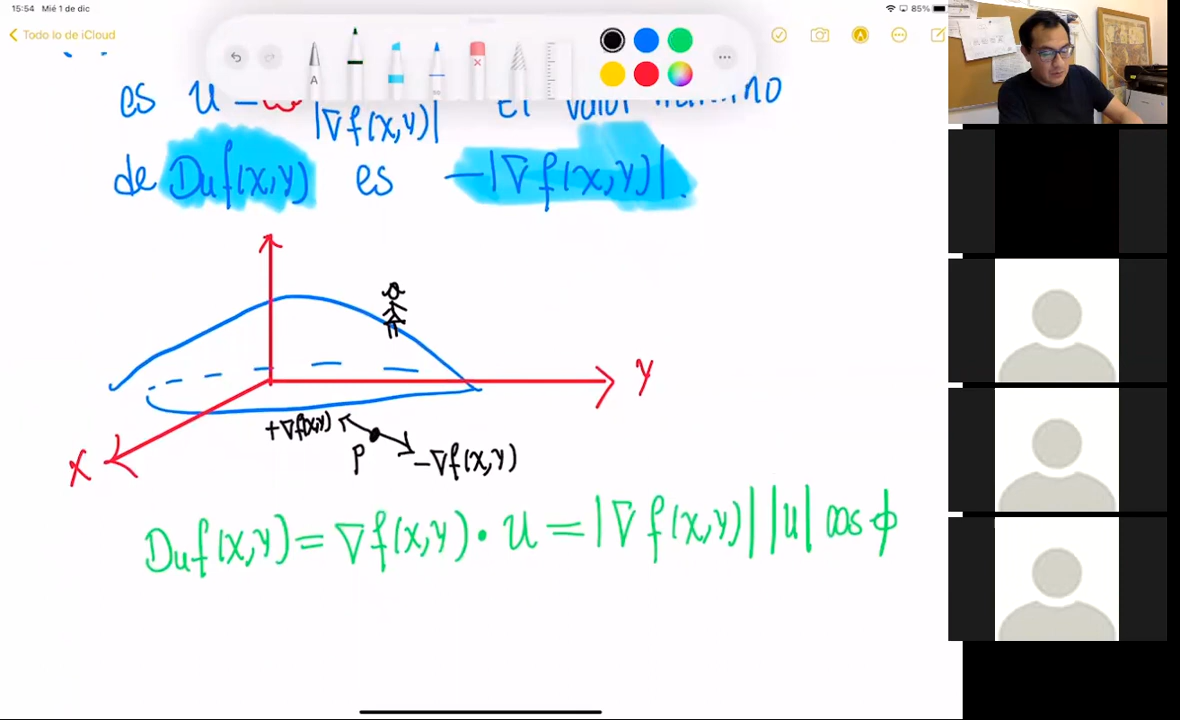 15:54 Mié 1 de dic
85%
Todo lo de iCloud
A
es u
|∇f(x,y)|
El valor
de Duf(x,y) es -|∇f(x,y)|.
y
+∇f(x,y)
P
-∇f(x,y)
x
Duf(x,y) = ∇f(x,y) · u = |∇f(x,y)| |u| cos ϕ